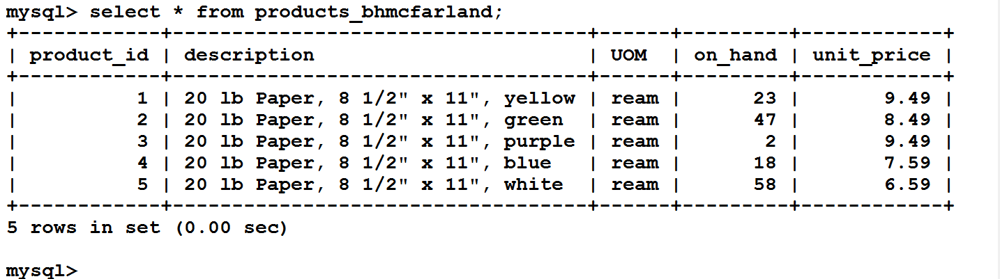 mysql> select * from products_bhmcfarland;
+------------+-----------------------------------+------+---------+------------+
| product_id | description                       | UOM  | on_hand | unit_price |
+------------+-----------------------------------+------+---------+------------+
|          1 | 20 lb Paper, 8 1/2" x 11", yellow | ream |      23 |       9.49 |
|          2 | 20 lb Paper, 8 1/2" x 11", green  | ream |      47 |       8.49 |
|          3 | 20 lb Paper, 8 1/2" x 11", purple | ream |       2 |       9.49 |
|          4 | 20 lb Paper, 8 1/2" x 11", blue   | ream |      18 |       7.59 |
|          5 | 20 lb Paper, 8 1/2" x 11", white  | ream |      58 |       6.59 |
+------------+-----------------------------------+------+---------+------------+
5 rows in set (0.00 sec)
mysql>